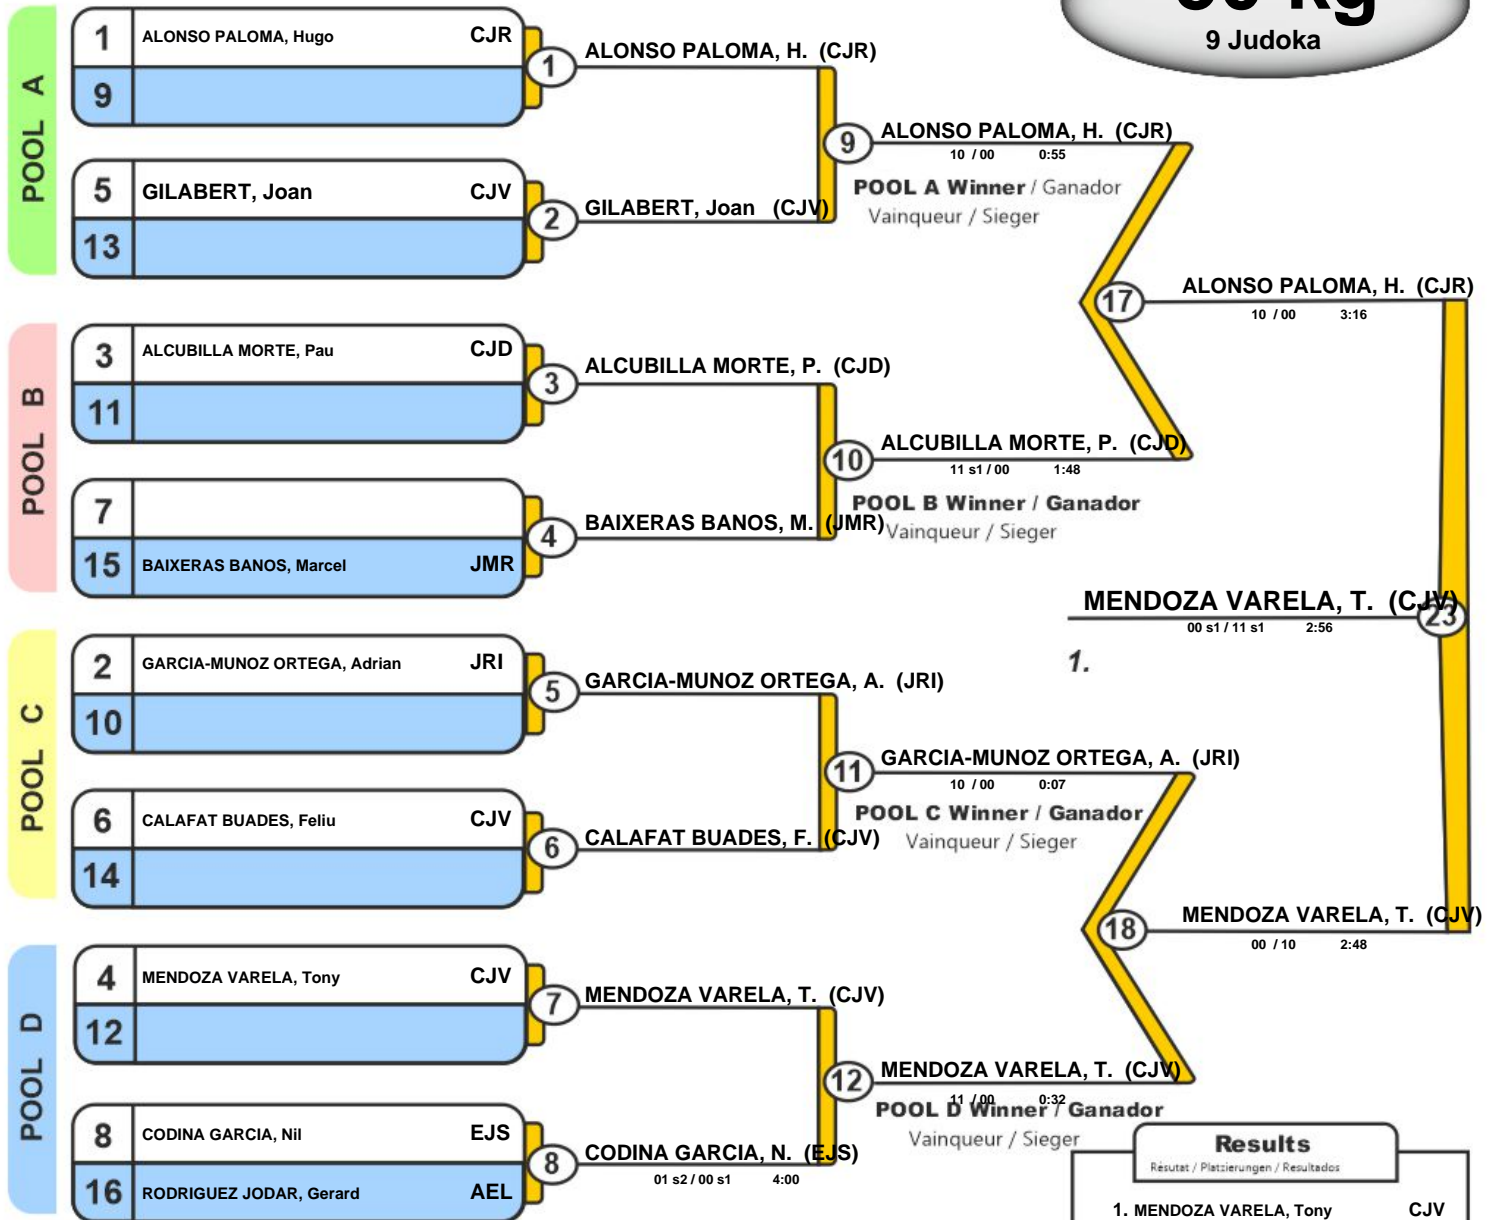 9 Judoka
POOL A
1 ALONSO PALOMA, Hugo CJR
9
5 GILABERT, Joan CJV
13
POOL B
3 ALCUBILLA MORTE, Pau CJD
11
7
15 BAIXERAS BANOS, Marcel JMR
POOL C
2 GARCIA-MUNOZ ORTEGA, Adrian JRI
10
6 CALAFAT BUADES, Feliu CJV
14
POOL D
4 MENDOZA VARELA, Tony CJV
12
8 CODINA GARCIA, Nil EJS
16 RODRIGUEZ JODAR, Gerard AEL
1 ALONSO PALOMA, H. (CJR)
2 GILABERT, Joan (CJV)
3 ALCUBILLA MORTE, P. (CJD)
4 BAIXERAS BANOS, M. (JMR)
5 GARCIA-MUNOZ ORTEGA, A. (JRI)
6 CALAFAT BUADES, F. (CJV)
7 MENDOZA VARELA, T. (CJV)
8 CODINA GARCIA, N. (EJS)
01 s2 / 00 s1 4:00
9 ALONSO PALOMA, H. (CJR)
10 / 00 0:55
POOL A Winner / Ganador
Vainqueur / Sieger
10 ALCUBILLA MORTE, P. (CJD)
11 s1 / 00 1:48
POOL B Winner / Ganador
Vainqueur / Sieger
11 GARCIA-MUNOZ ORTEGA, A. (JRI)
10 / 00 0:07
POOL C Winner / Ganador
Vainqueur / Sieger
12 MENDOZA VARELA, T. (CJV)
11 / 00 0:32
POOL D Winner / Ganador
Vainqueur / Sieger
17 ALONSO PALOMA, H. (CJR)
10 / 00 3:16
18 MENDOZA VARELA, T. (CJV)
00 / 10 2:48
MENDOZA VARELA, T. (CJV) 23
00 s1 / 11 s1 2:56
1.
Results
Résutat / Platzierungen / Resultados
1. MENDOZA VARELA, Tony CJV